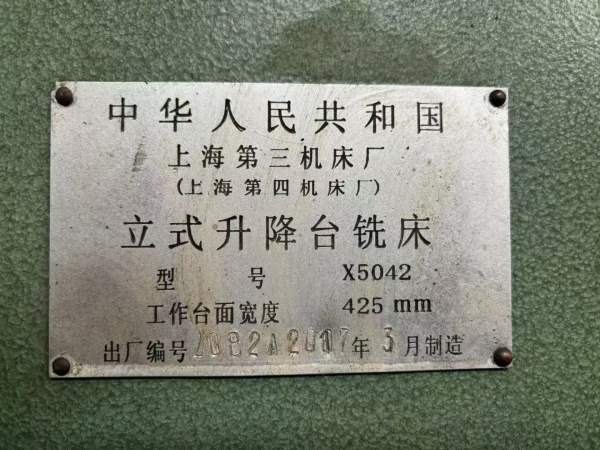 中华人民共和国
上海第三机床厂
(上海第四机床厂)
立式升降台铣床
型 号 X5042
工作台面宽度 425 mm
出厂编号 年 3 月制造